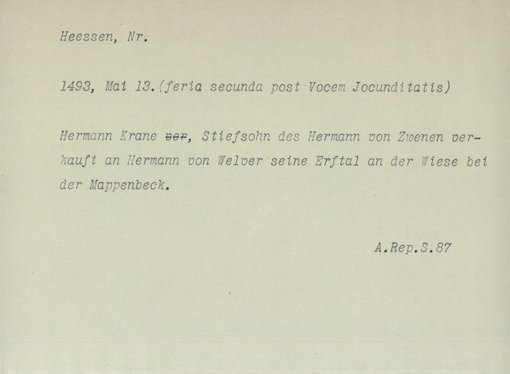 Heessen, Nr.
1493, Mai 13.(feria secunda post Vocem Jocunditatis)
Hermann Krane ver, Stiefsohn des Hermann von Zwenen ver-
kauft an Hermann von Welver seine Erftal an der Wiese bei
der Mappenbeck.
A.Rep.S.87